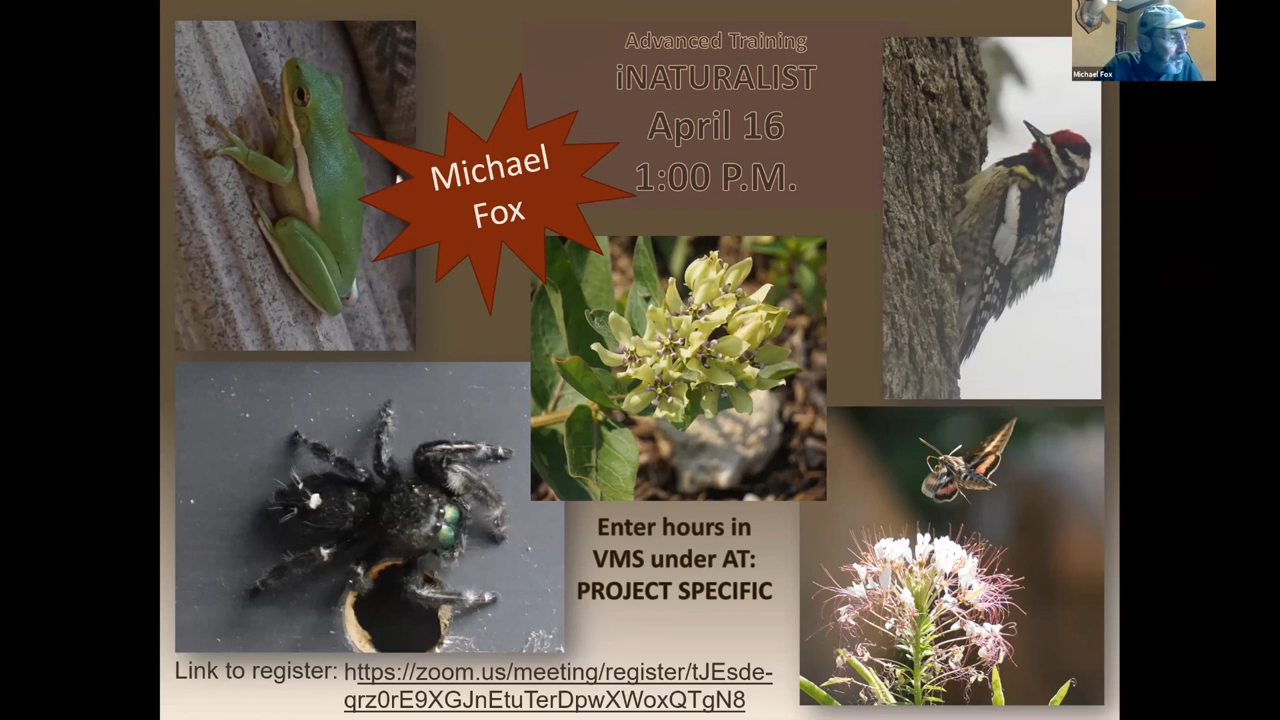 Advanced Training
iNATURALIST
April 16
1:00 P.M.
Michael Fox
Michael
Fox
Enter hours in
VMS under AT:
PROJECT SPECIFIC
Link to register: https://zoom.us/meeting/register/tJEsde-
qrz0rE9XGJnEtuTerDpwXWoxQTgN8